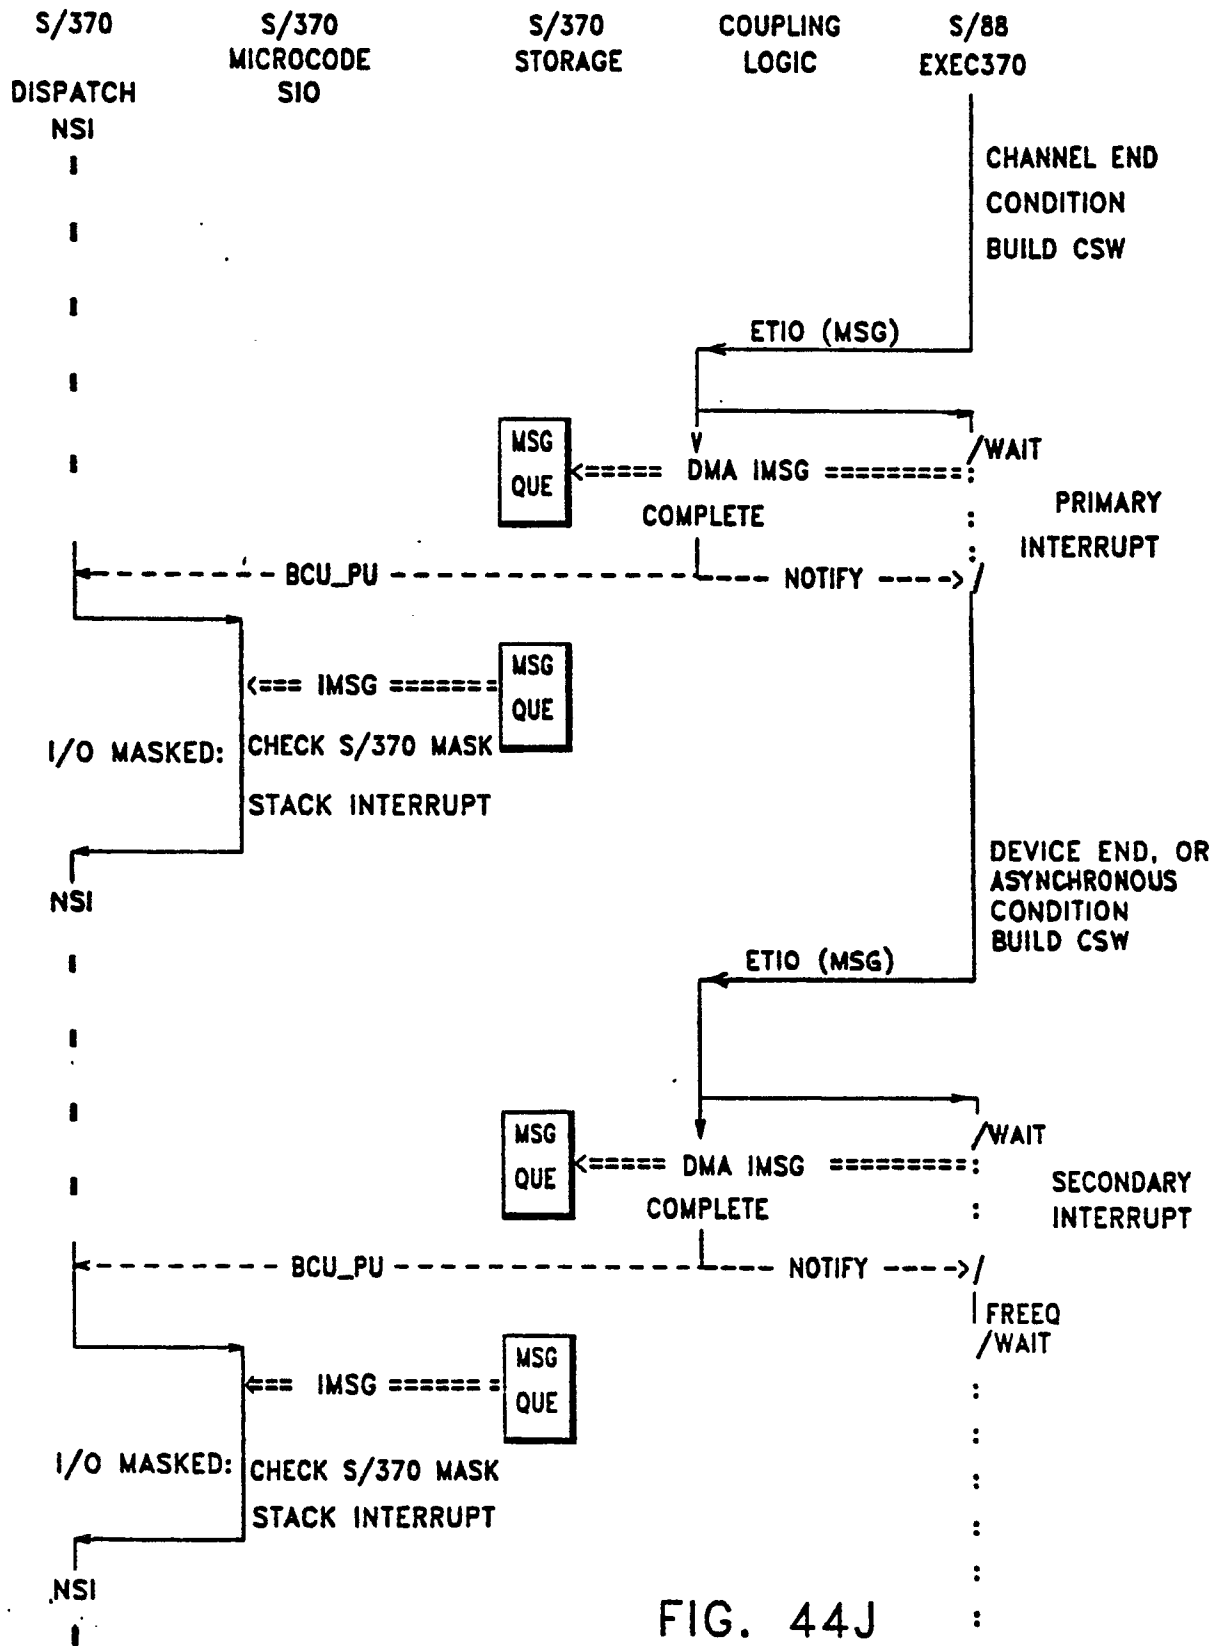 S/370 S/370 S/370 COUPLING S/88
MICROCODE STORAGE LOGIC EXEC370
DISPATCH SIO
NSI
CHANNEL END
CONDITION
BUILD CSW
ETIO (MSG)
MSG
QUE
/WAIT
<===== DMA IMSG =========:
COMPLETE
PRIMARY
INTERRUPT
BCU_PU
NOTIFY
MSG
QUE
<=== IMSG =======
I/O MASKED: CHECK S/370 MASK
STACK INTERRUPT
NSI
DEVICE END, OR
ASYNCHRONOUS
CONDITION
BUILD CSW
ETIO (MSG)
MSG
QUE
/WAIT
<===== DMA IMSG =========:
COMPLETE
SECONDARY
INTERRUPT
BCU_PU
NOTIFY
FREEQ
/WAIT
MSG
QUE
<=== IMSG ====== =
I/O MASKED: CHECK S/370 MASK
STACK INTERRUPT
NSI
FIG. 44J